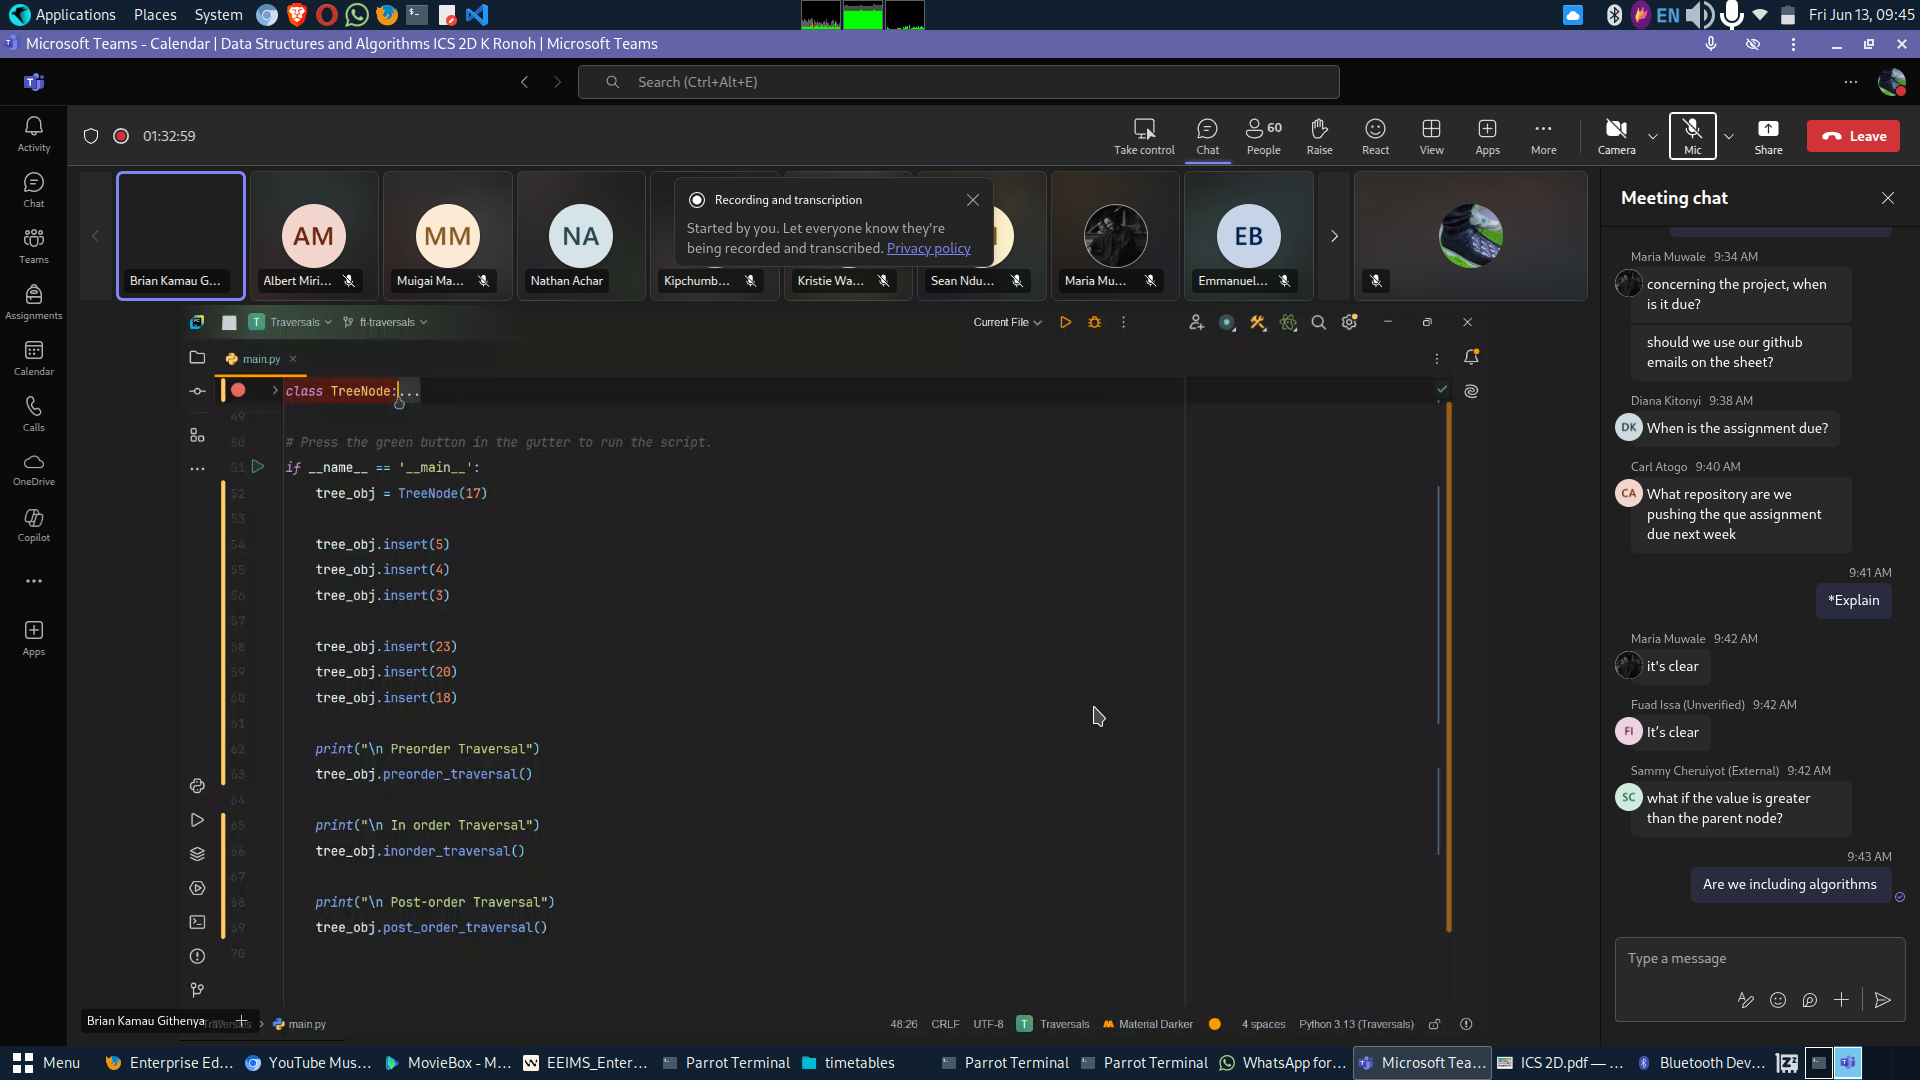 Applications Places System EN Fri Jun 13, 09:45
Microsoft Teams - Calendar | Data Structures and Algorithms ICS 2D K Ronoh | Microsoft Teams
Search (Ctrl+Alt+E)
Activity
Chat
Teams
Assignments
Calendar
Calls
OneDrive
Copilot
Apps
01:32:59
Take control
Chat
60
People
Raise
React
View
Apps
More
Camera
Mic
Share
Leave
Brian Kamau G...
AM
Albert Miri...
MM
Muigai Ma...
NA
Nathan Achar
Kipchumb...
Kristie Wa...
Sean Ndu...
Maria Mu...
EB
Emmanuel...
Recording and transcription
Started by you. Let everyone know they're
being recorded and transcribed. Privacy policy
T Traversals ft-traversals Current File
main.py
class TreeNode:...
49
50 # Press the green button in the gutter to run the script.
51 if __name__ == '__main__':
52 tree_obj = TreeNode(17)
53
54 tree_obj.insert(5)
55 tree_obj.insert(4)
56 tree_obj.insert(3)
57
58 tree_obj.insert(23)
59 tree_obj.insert(20)
60 tree_obj.insert(18)
61
62 print("\n Preorder Traversal")
63 tree_obj.preorder_traversal()
64
65 print("\n In order Traversal")
66 tree_obj.inorder_traversal()
67
68 print("\n Post-order Traversal")
69 tree_obj.post_order_traversal()
70
Brian Kamau Githenya
Traversals main.py 48:26 CRLF UTF-8 T Traversals Material Darker 4 spaces Python 3.13 (Traversals)
Meeting chat
Maria Muwale 9:34 AM
concerning the project, when
is it due?
should we use our github
emails on the sheet?
Diana Kitonyi 9:38 AM
DK When is the assignment due?
Carl Atogo 9:40 AM
CA What repository are we
pushing the que assignment
due next week
9:41 AM
*Explain
Maria Muwale 9:42 AM
it's clear
Fuad Issa (Unverified) 9:42 AM
FI It's clear
Sammy Cheruiyot (External) 9:42 AM
SC what if the value is greater
than the parent node?
9:43 AM
Are we including algorithms
Type a message
Menu Enterprise Ed... YouTube Mus... MovieBox - M... EEIMS_Enter... Parrot Terminal timetables Parrot Terminal Parrot Terminal WhatsApp for... Microsoft Tea... ICS 2D.pdf — ... Bluetooth Dev...